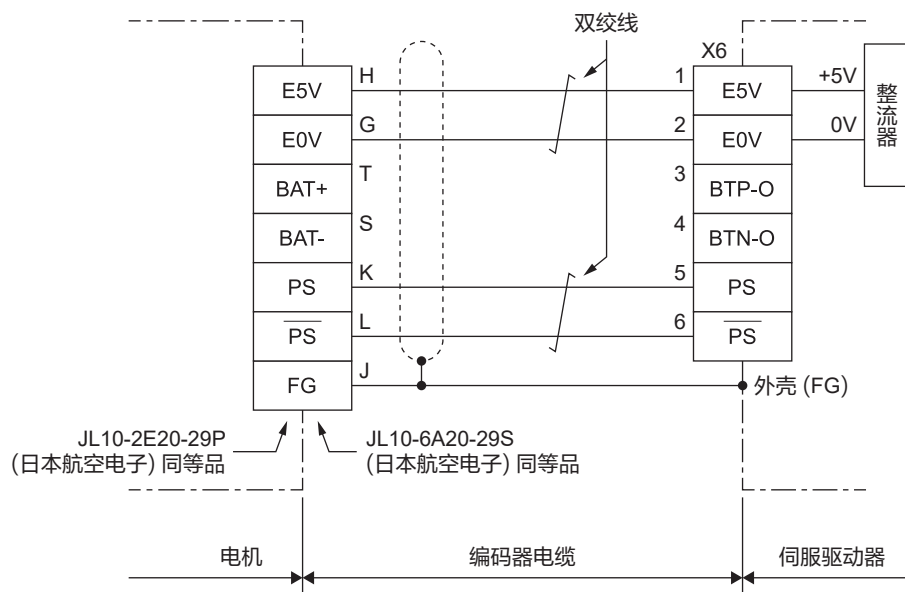 双绞线
X6
E5V H 1 E5V +5V
整流器
E0V G 2 E0V 0V
BAT+ T 3 BTP-O
BAT- S 4 BTN-O
PS K 5 PS
P̅S̅ L 6 P̅S̅
FG J 外壳 (FG)
JL10-2E20-29P
(日本航空电子) 同等品
JL10-6A20-29S
(日本航空电子) 同等品
电机 编码器电缆 伺服驱动器